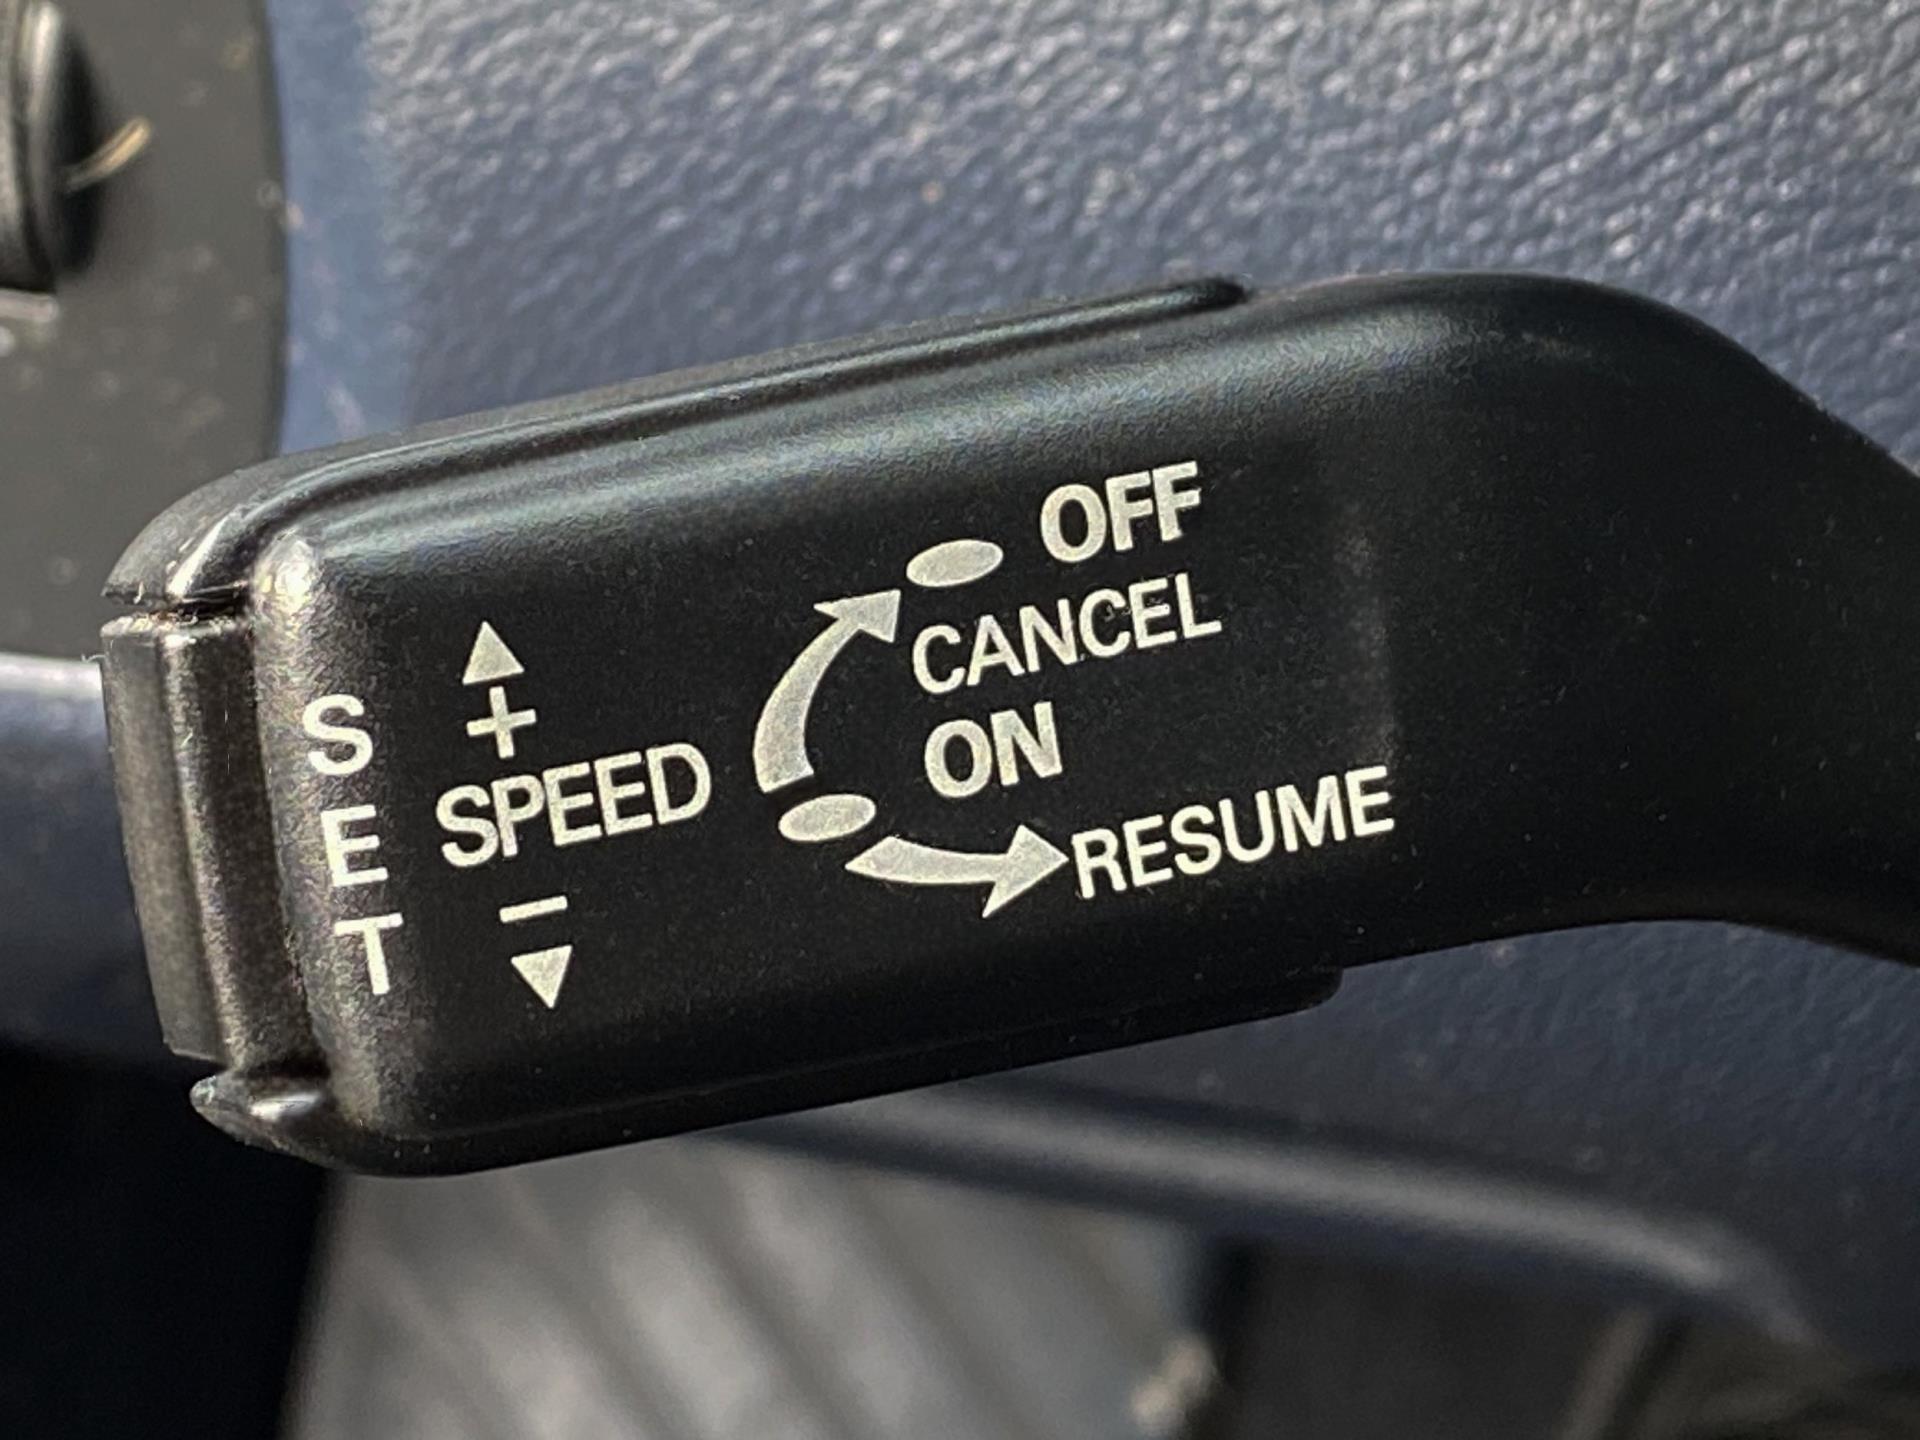 OFF
CANCEL
ON
RESUME
SET
+
SPEED
−